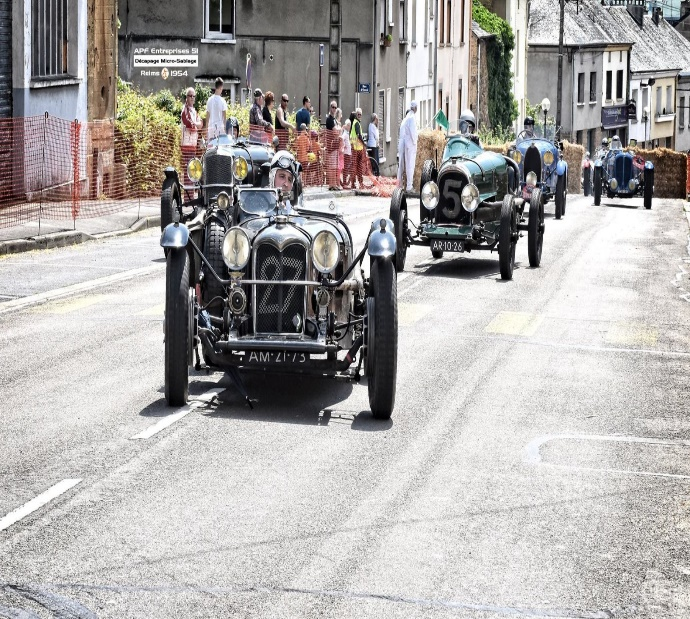 APF Entreprises 51
Décapage Micro-Sablage
Reims 1954
5
AR-10-26
27
AM-21-73